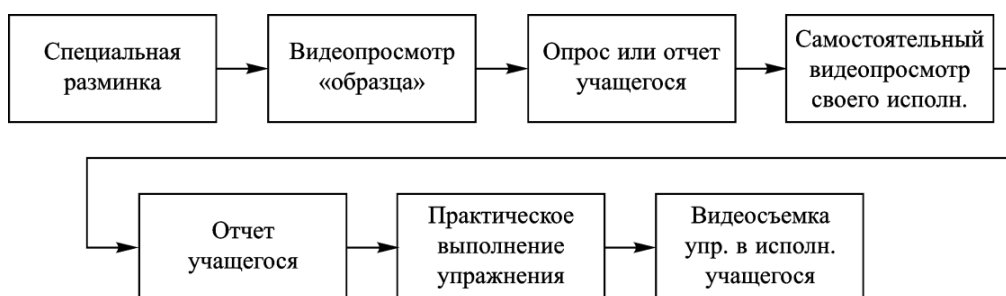 Специальная
разминка
Видеопросмотр
«образца»
Опрос или отчет
учащегося
Самостоятельный
видеопросмотр
своего исполн.
Отчет
учащегося
Практическое
выполнение
упражнения
Видеосъемка
упр. в исполн.
учащегося